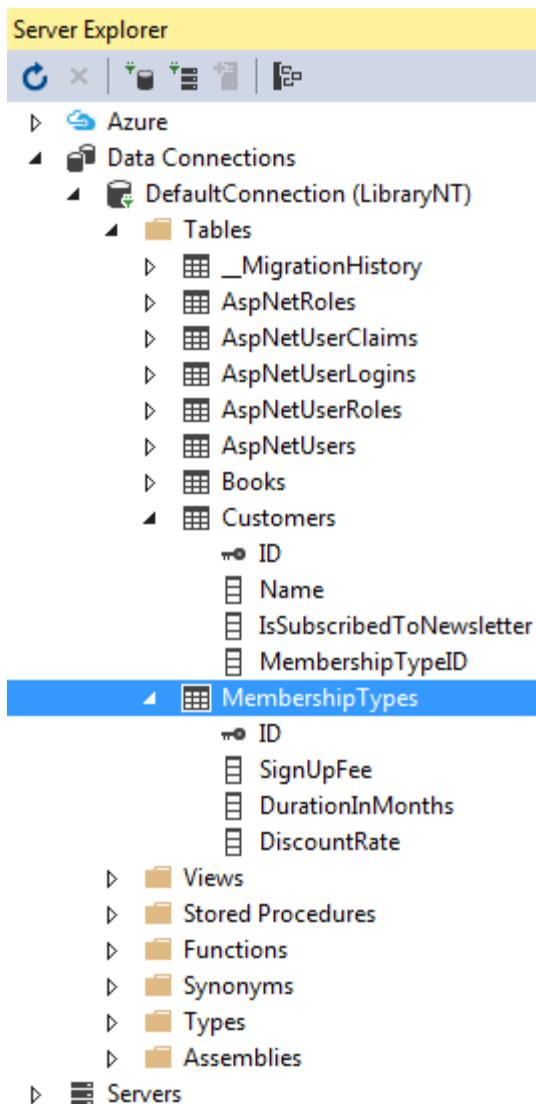 Server Explorer
Azure
Data Connections
DefaultConnection (LibraryNT)
Tables
__MigrationHistory
AspNetRoles
AspNetUserClaims
AspNetUserLogins
AspNetUserRoles
AspNetUsers
Books
Customers
ID
Name
IsSubscribedToNewsletter
MembershipTypeID
MembershipTypes
ID
SignUpFee
DurationInMonths
DiscountRate
Views
Stored Procedures
Functions
Synonyms
Types
Assemblies
Servers